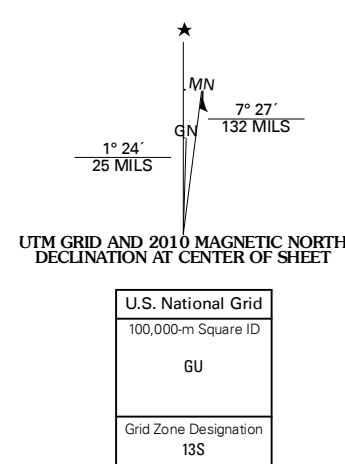 MN
7° 27´
132 MILS
GN
1° 24´
25 MILS
UTM GRID AND 2010 MAGNETIC NORTH
DECLINATION AT CENTER OF SHEET
U.S. National Grid
100,000-m Square ID
GU
Grid Zone Designation
13S